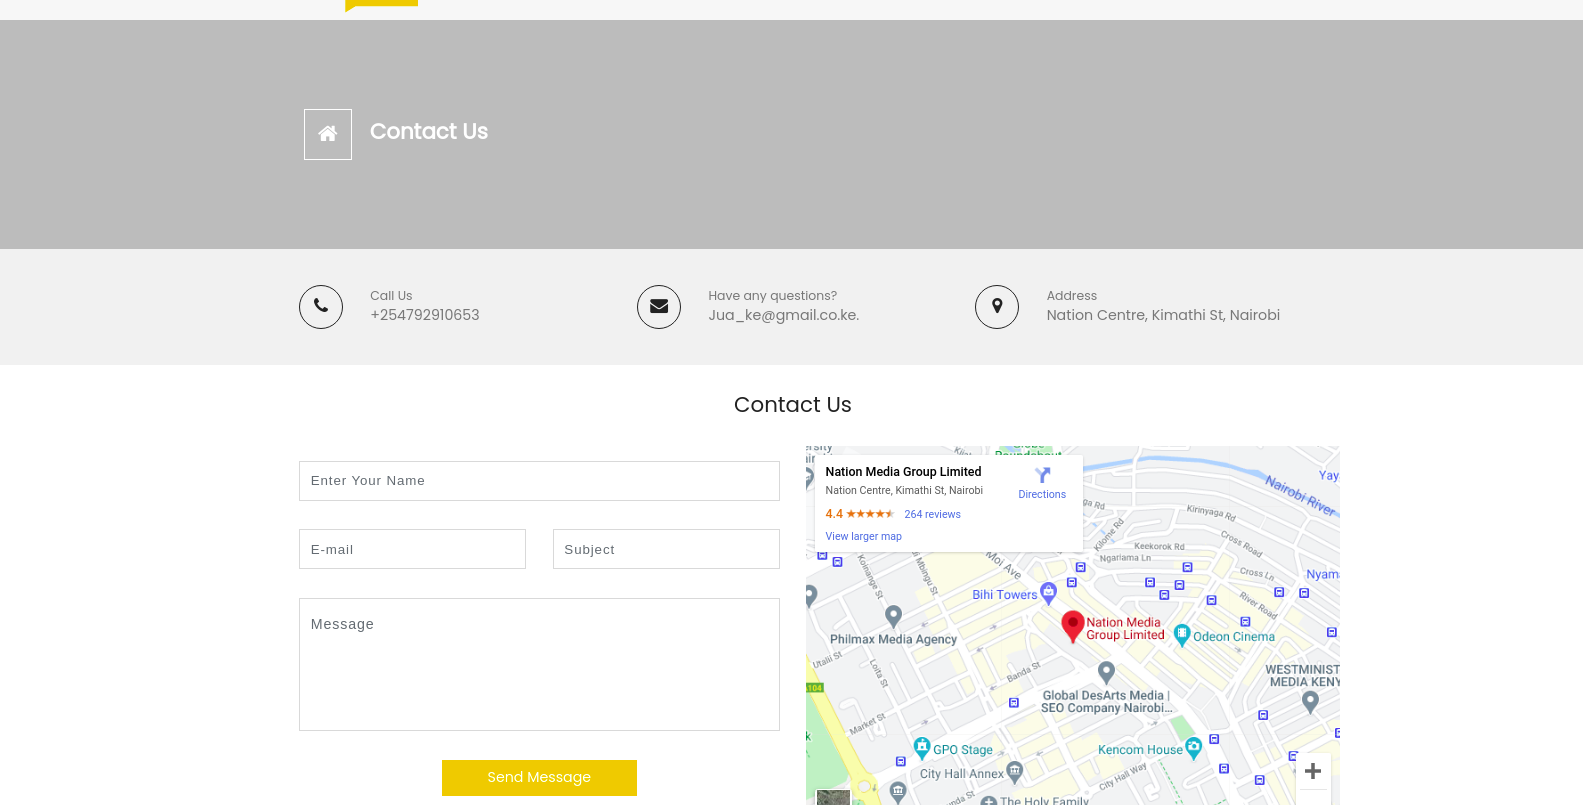 Contact Us
Call Us
+254792910653
Have any questions?
Jua_ke@gmail.co.ke.
Address
Nation Centre, Kimathi St, Nairobi
Contact Us
Enter Your Name
E-mail
Subject
Message
Send Message
Nation Media Group Limited
Nation Centre, Kimathi St, Nairobi
Directions
4.4
264 reviews
View larger map
Roundabout
Nairobi River
Yay
Kirinyaga Rd
Cross Road
Kilome Rd
Keekorok Rd
Ngariama Ln
Cross Ln
River Road
Nyam
Kolnange St
Mbingu St
Moi Ave
Bihi Towers
Nation Media
Group Limited
Odeon Cinema
Philmax Media Agency
Utalii St
Loita St
Banda St
WESTMINIST
MEDIA KENY
Global DesArts Media |
SEO Company Nairobi...
A104
Market St
GPO Stage
Kencom House
City Hall Annex
City Hall Way
The Holy Family